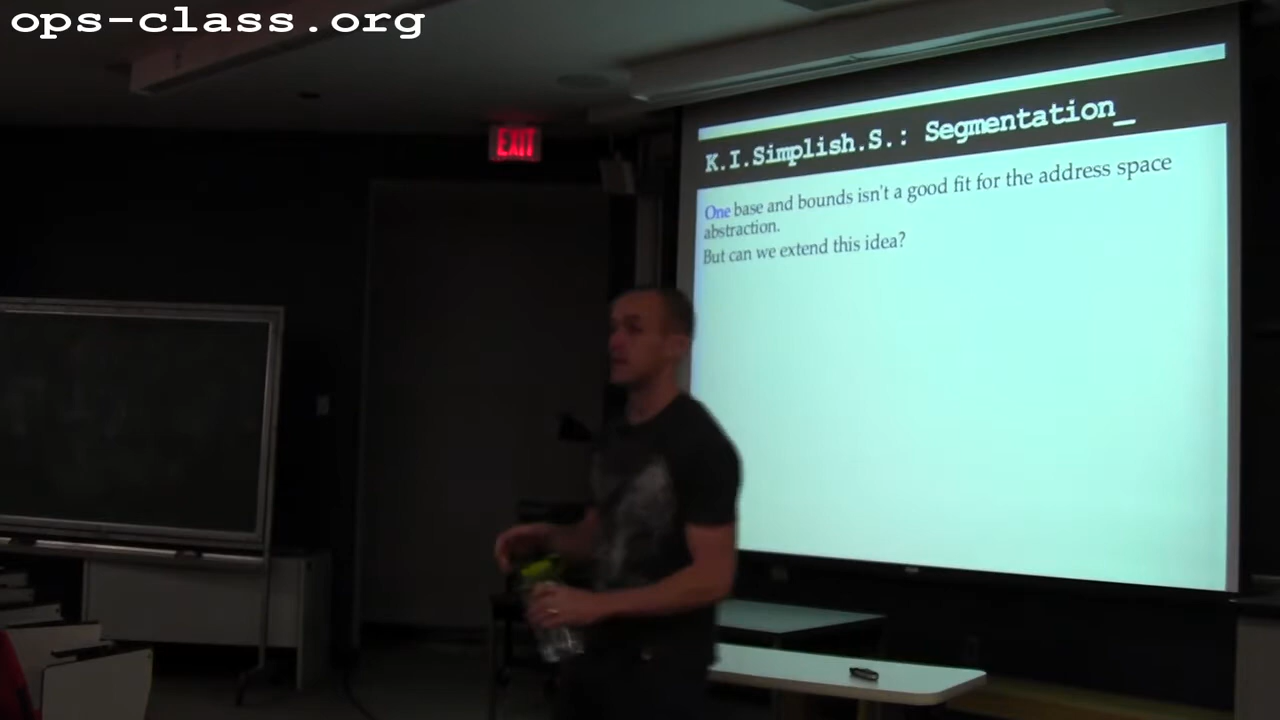 ops-class.org
EXIT
K.I.Simplish.S.: Segmentation_
One base and bounds isn't a good fit for the address space
abstraction.
But can we extend this idea?